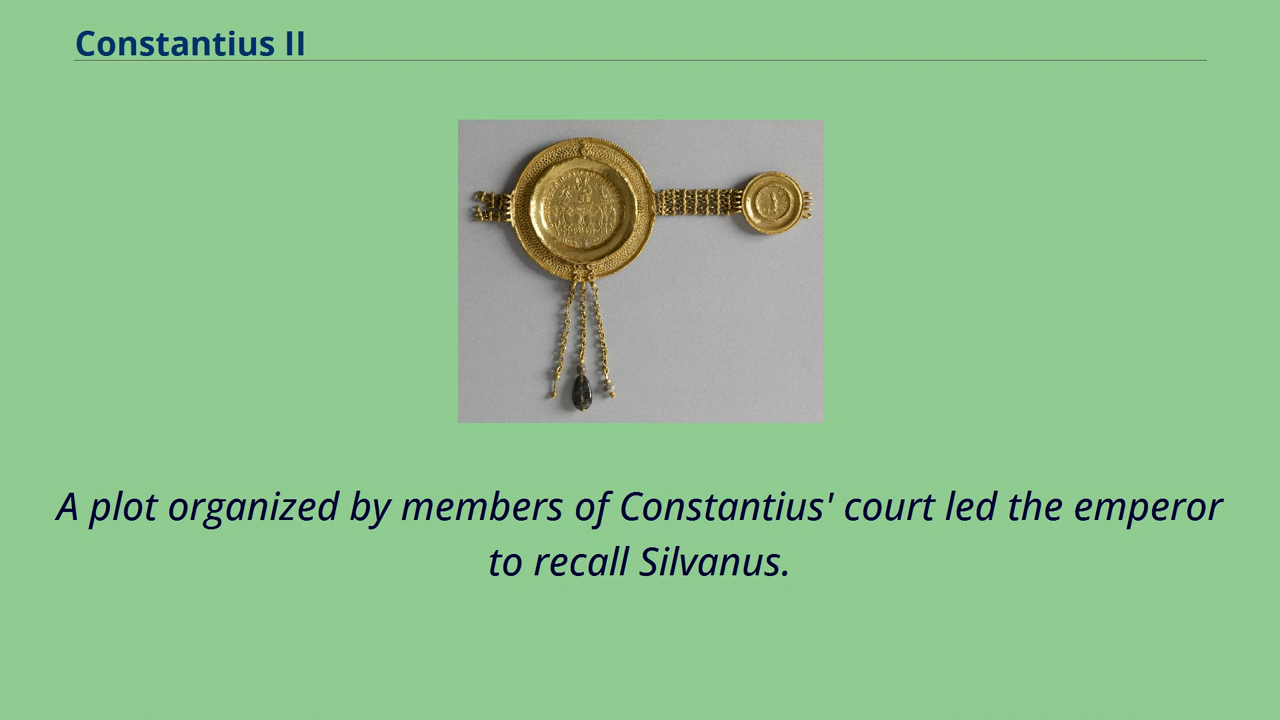 Constantius II
A plot organized by members of Constantius' court led the emperor
to recall Silvanus.